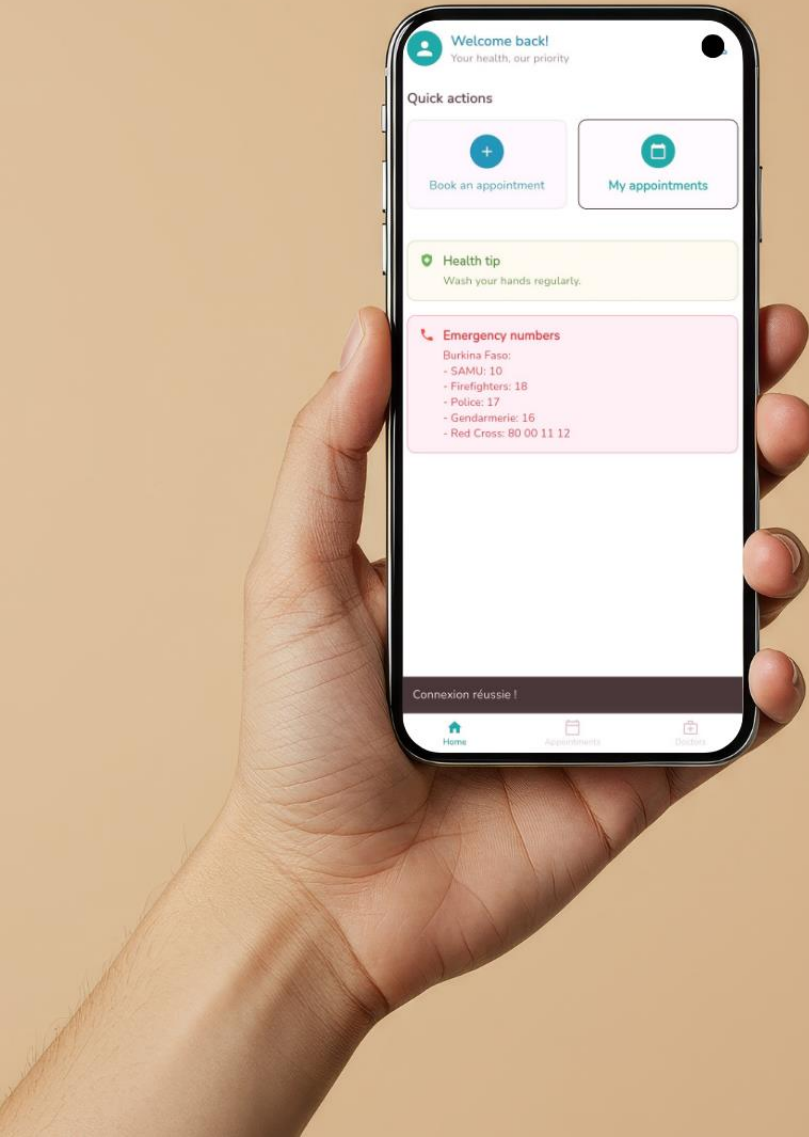 Welcome back!
Your health, our priority
Quick actions
Book an appointment
My appointments
Health tip
Wash your hands regularly.
Emergency numbers
Burkina Faso:
- SAMU: 10
- Firefighters: 18
- Police: 17
- Gendarmerie: 16
- Red Cross: 80 00 11 12
Connexion réussie !
Home
Appointments
Doctors